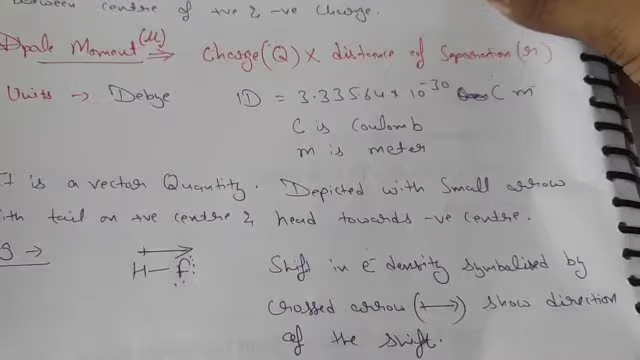 between centre of +ve & -ve charge.
Dpole Moment (μ) ⇒ Charge (Q) × distance of Separation (r)
Units → Debye 1D = 3.33564 × 10⁻³⁰ C m
C is Coulomb
m is meter
It is a vector Quantity. Depicted with Small arrow
with tail on +ve centre & head towards -ve centre.
g →
H — F
Shift in e⁻ density symbolised by
crossed arrow (+→) show direction
of the shift.